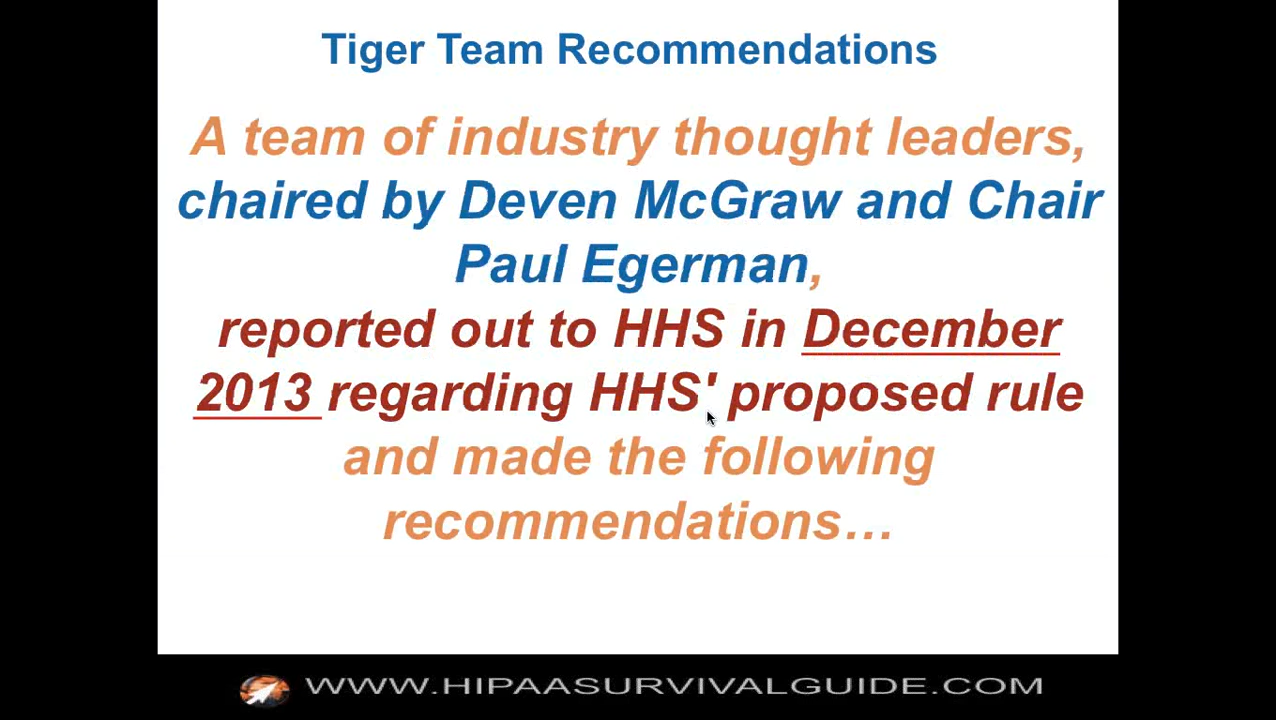 Tiger Team Recommendations
A team of industry thought leaders,
chaired by Deven McGraw and Chair
Paul Egerman,
reported out to HHS in December
2013 regarding HHS' proposed rule
and made the following
recommendations…
WWW.HIPAASURVIVALGUIDE.COM